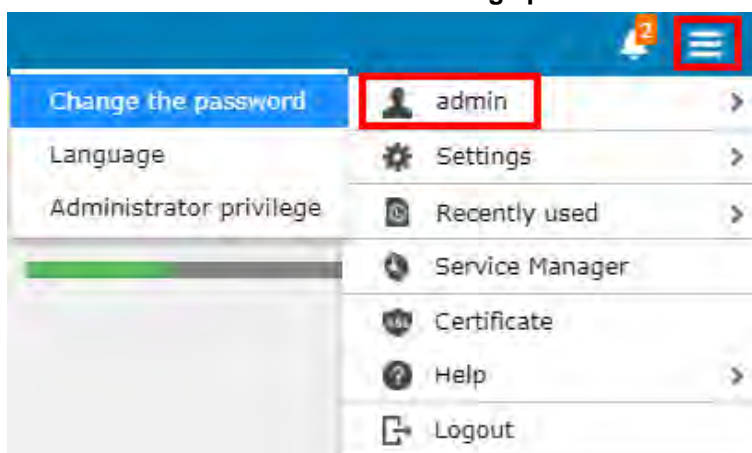 2
Change the password
Language
Administrator privilege
admin
Settings
Recently used
Service Manager
Certificate
Help
Logout